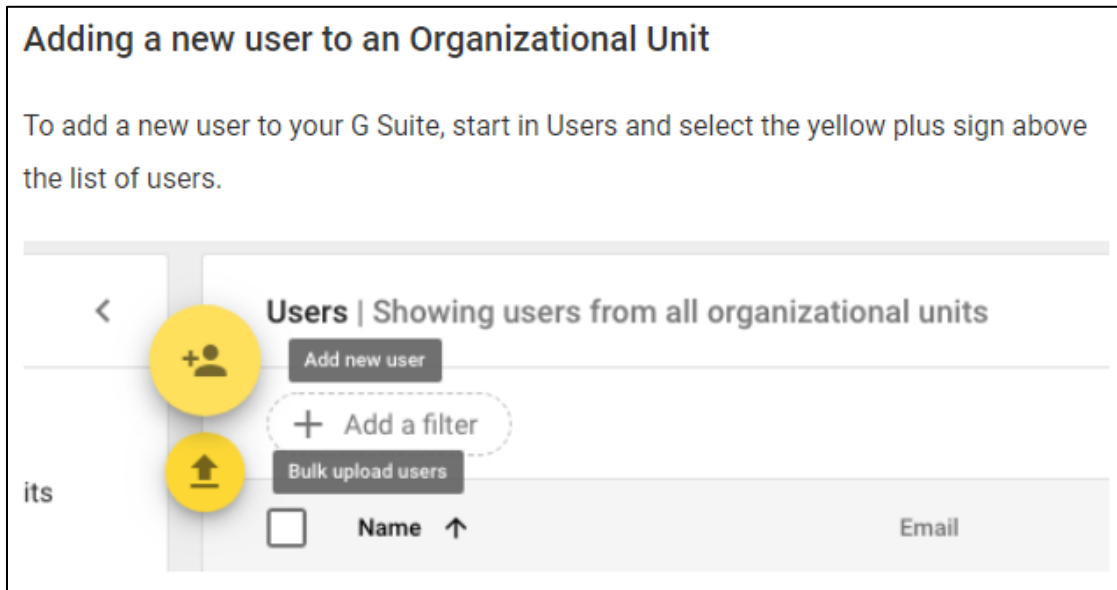 Adding a new user to an Organizational Unit
To add a new user to your G Suite, start in Users and select the yellow plus sign above
the list of users.
Users | Showing users from all organizational units
Add new user
Add a filter
Bulk upload users
its
Name
Email